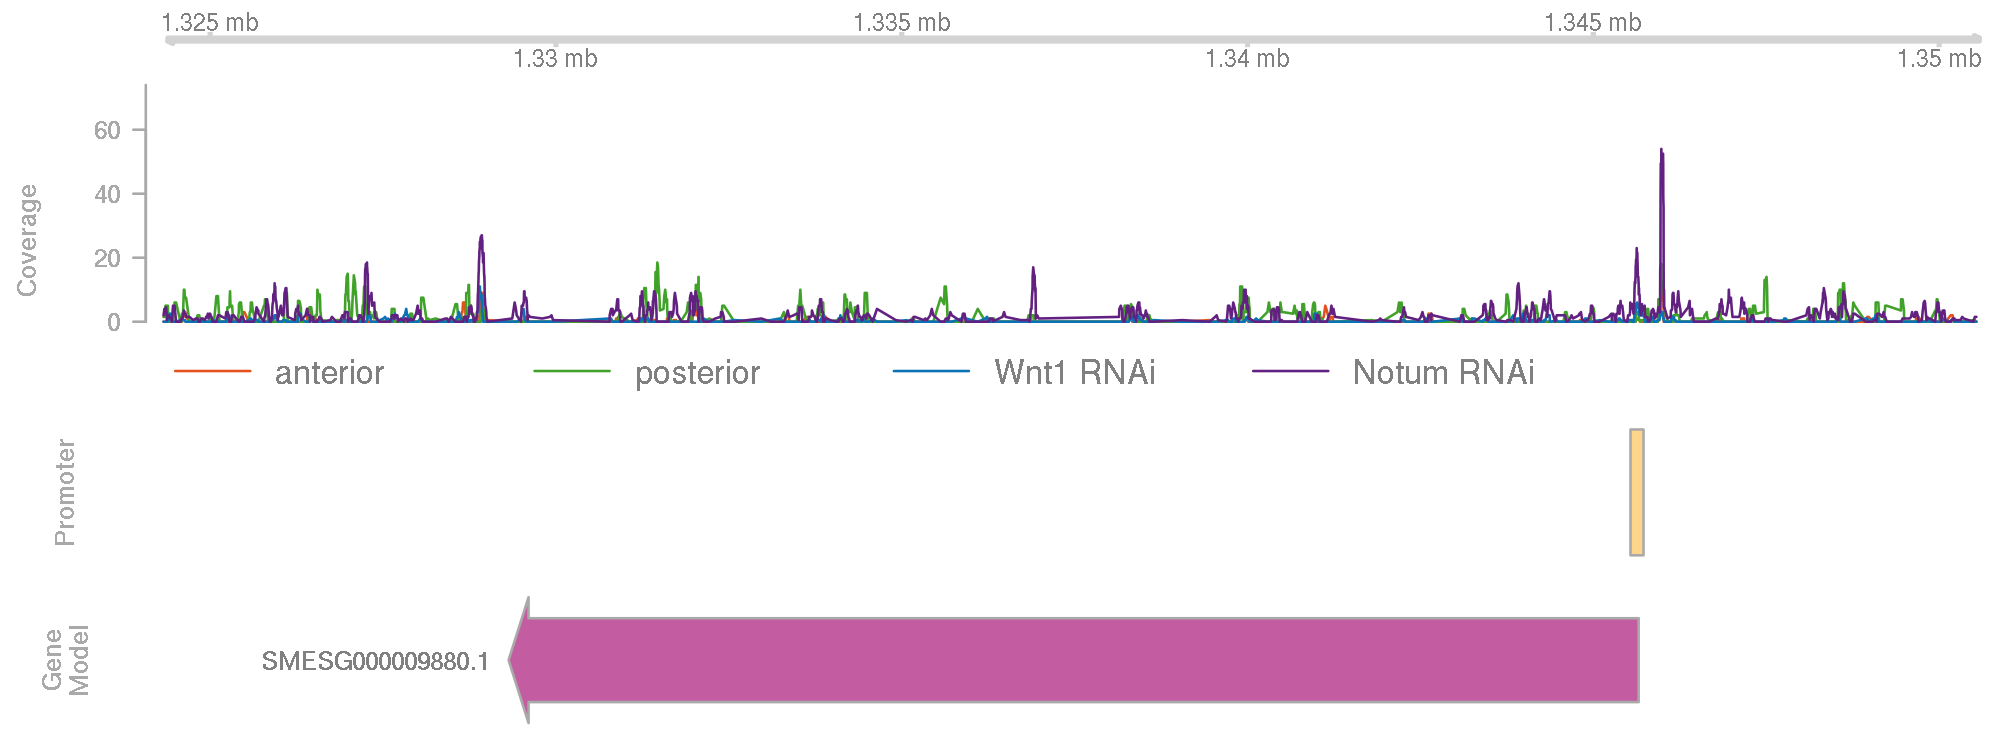 1.325 mb
1.335 mb
1.345 mb
1.33 mb
1.34 mb
1.35 mb
Coverage
60
40
20
0
anterior
posterior
Wnt1 RNAi
Notum RNAi
Promoter
Gene
Model
SMESG000009880.1